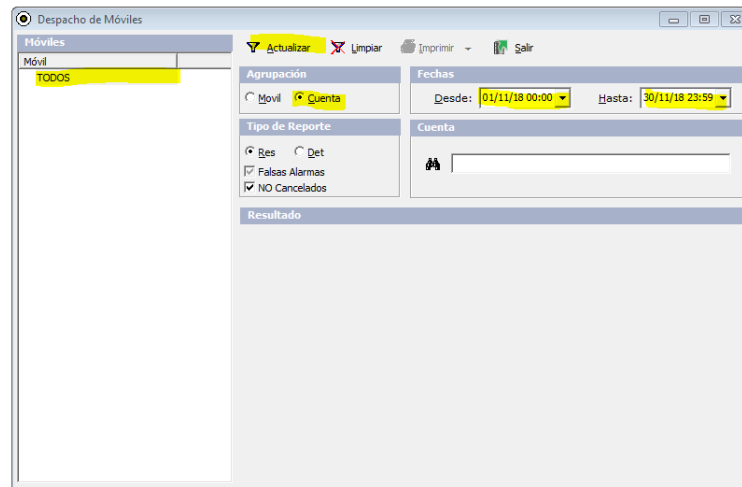 Despacho de Móviles
Móviles
Móvil
TODOS
Actualizar Limpiar Imprimir Salir
Agrupación
Movil Cuenta
Fechas
Desde: 01/11/18 00:00 Hasta: 30/11/18 23:59
Tipo de Reporte
Res Det
Falsas Alarmas
NO Cancelados
Cuenta
Resultado